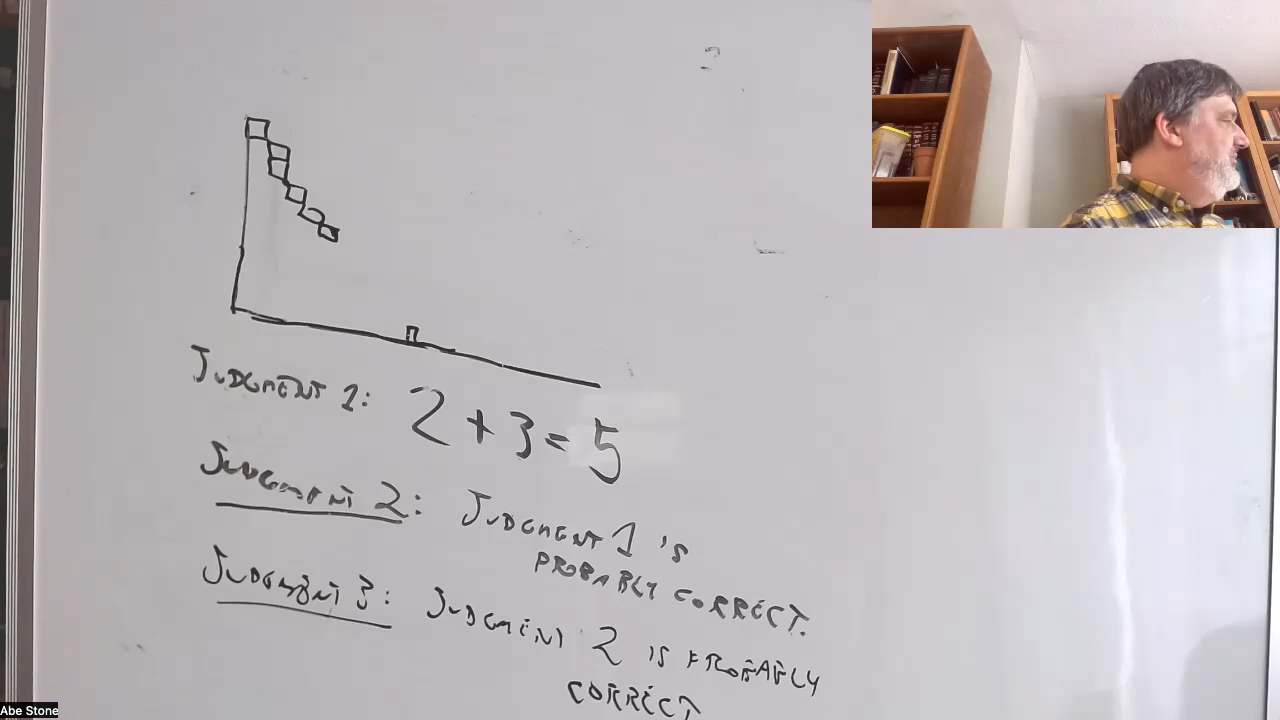 ?
JUDGMENT 1: 2 + 3 = 5
JUDGMENT 2: JUDGMENT 1 is
PROBABLY CORRECT.
JUDGMENT 3: JUDGMENT 2 is PROBABLY
CORRECT
Abe Stone